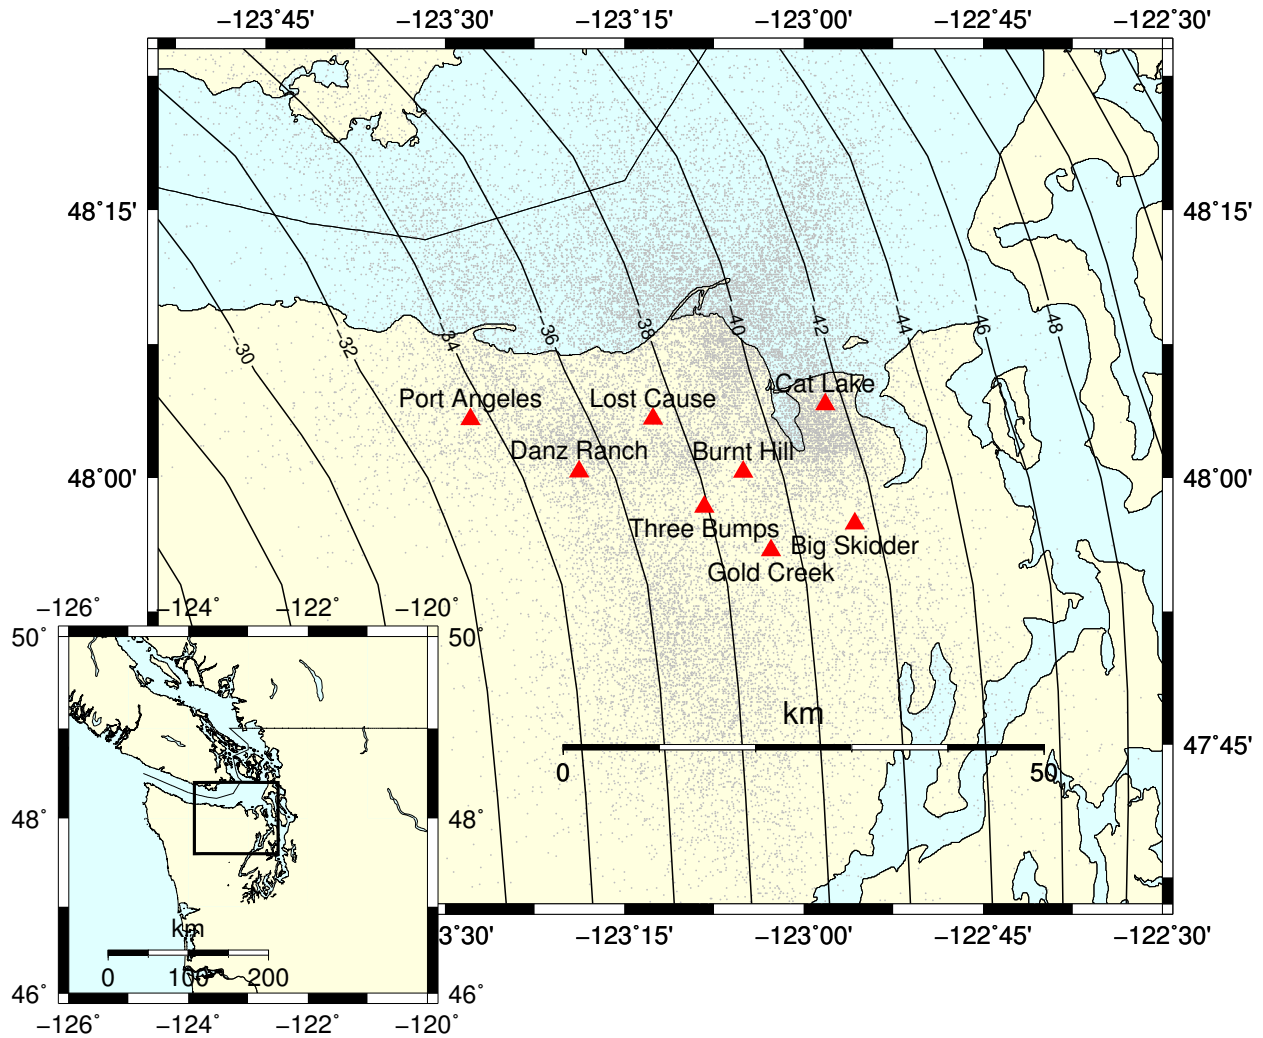 −123˚45' −123˚30' −123˚15' −123˚00' −122˚45' −122˚30'
48˚15' 48˚15'
−30 −32 −34 −36 −38 −40 −42 −44 −46 −48
Cat Lake
Port Angeles Lost Cause
Danz Ranch Burnt Hill
48˚00' 48˚00'
Three Bumps
Big Skidder
Gold Creek
−126˚ −124˚ −122˚ −120˚
50˚ 50˚
km
47˚45'
0 50
48˚ 48˚
km
0 100 200
3˚30' −123˚15' −123˚00' −122˚45' −122˚30'
46˚ 46˚
−126˚ −124˚ −122˚ −120˚